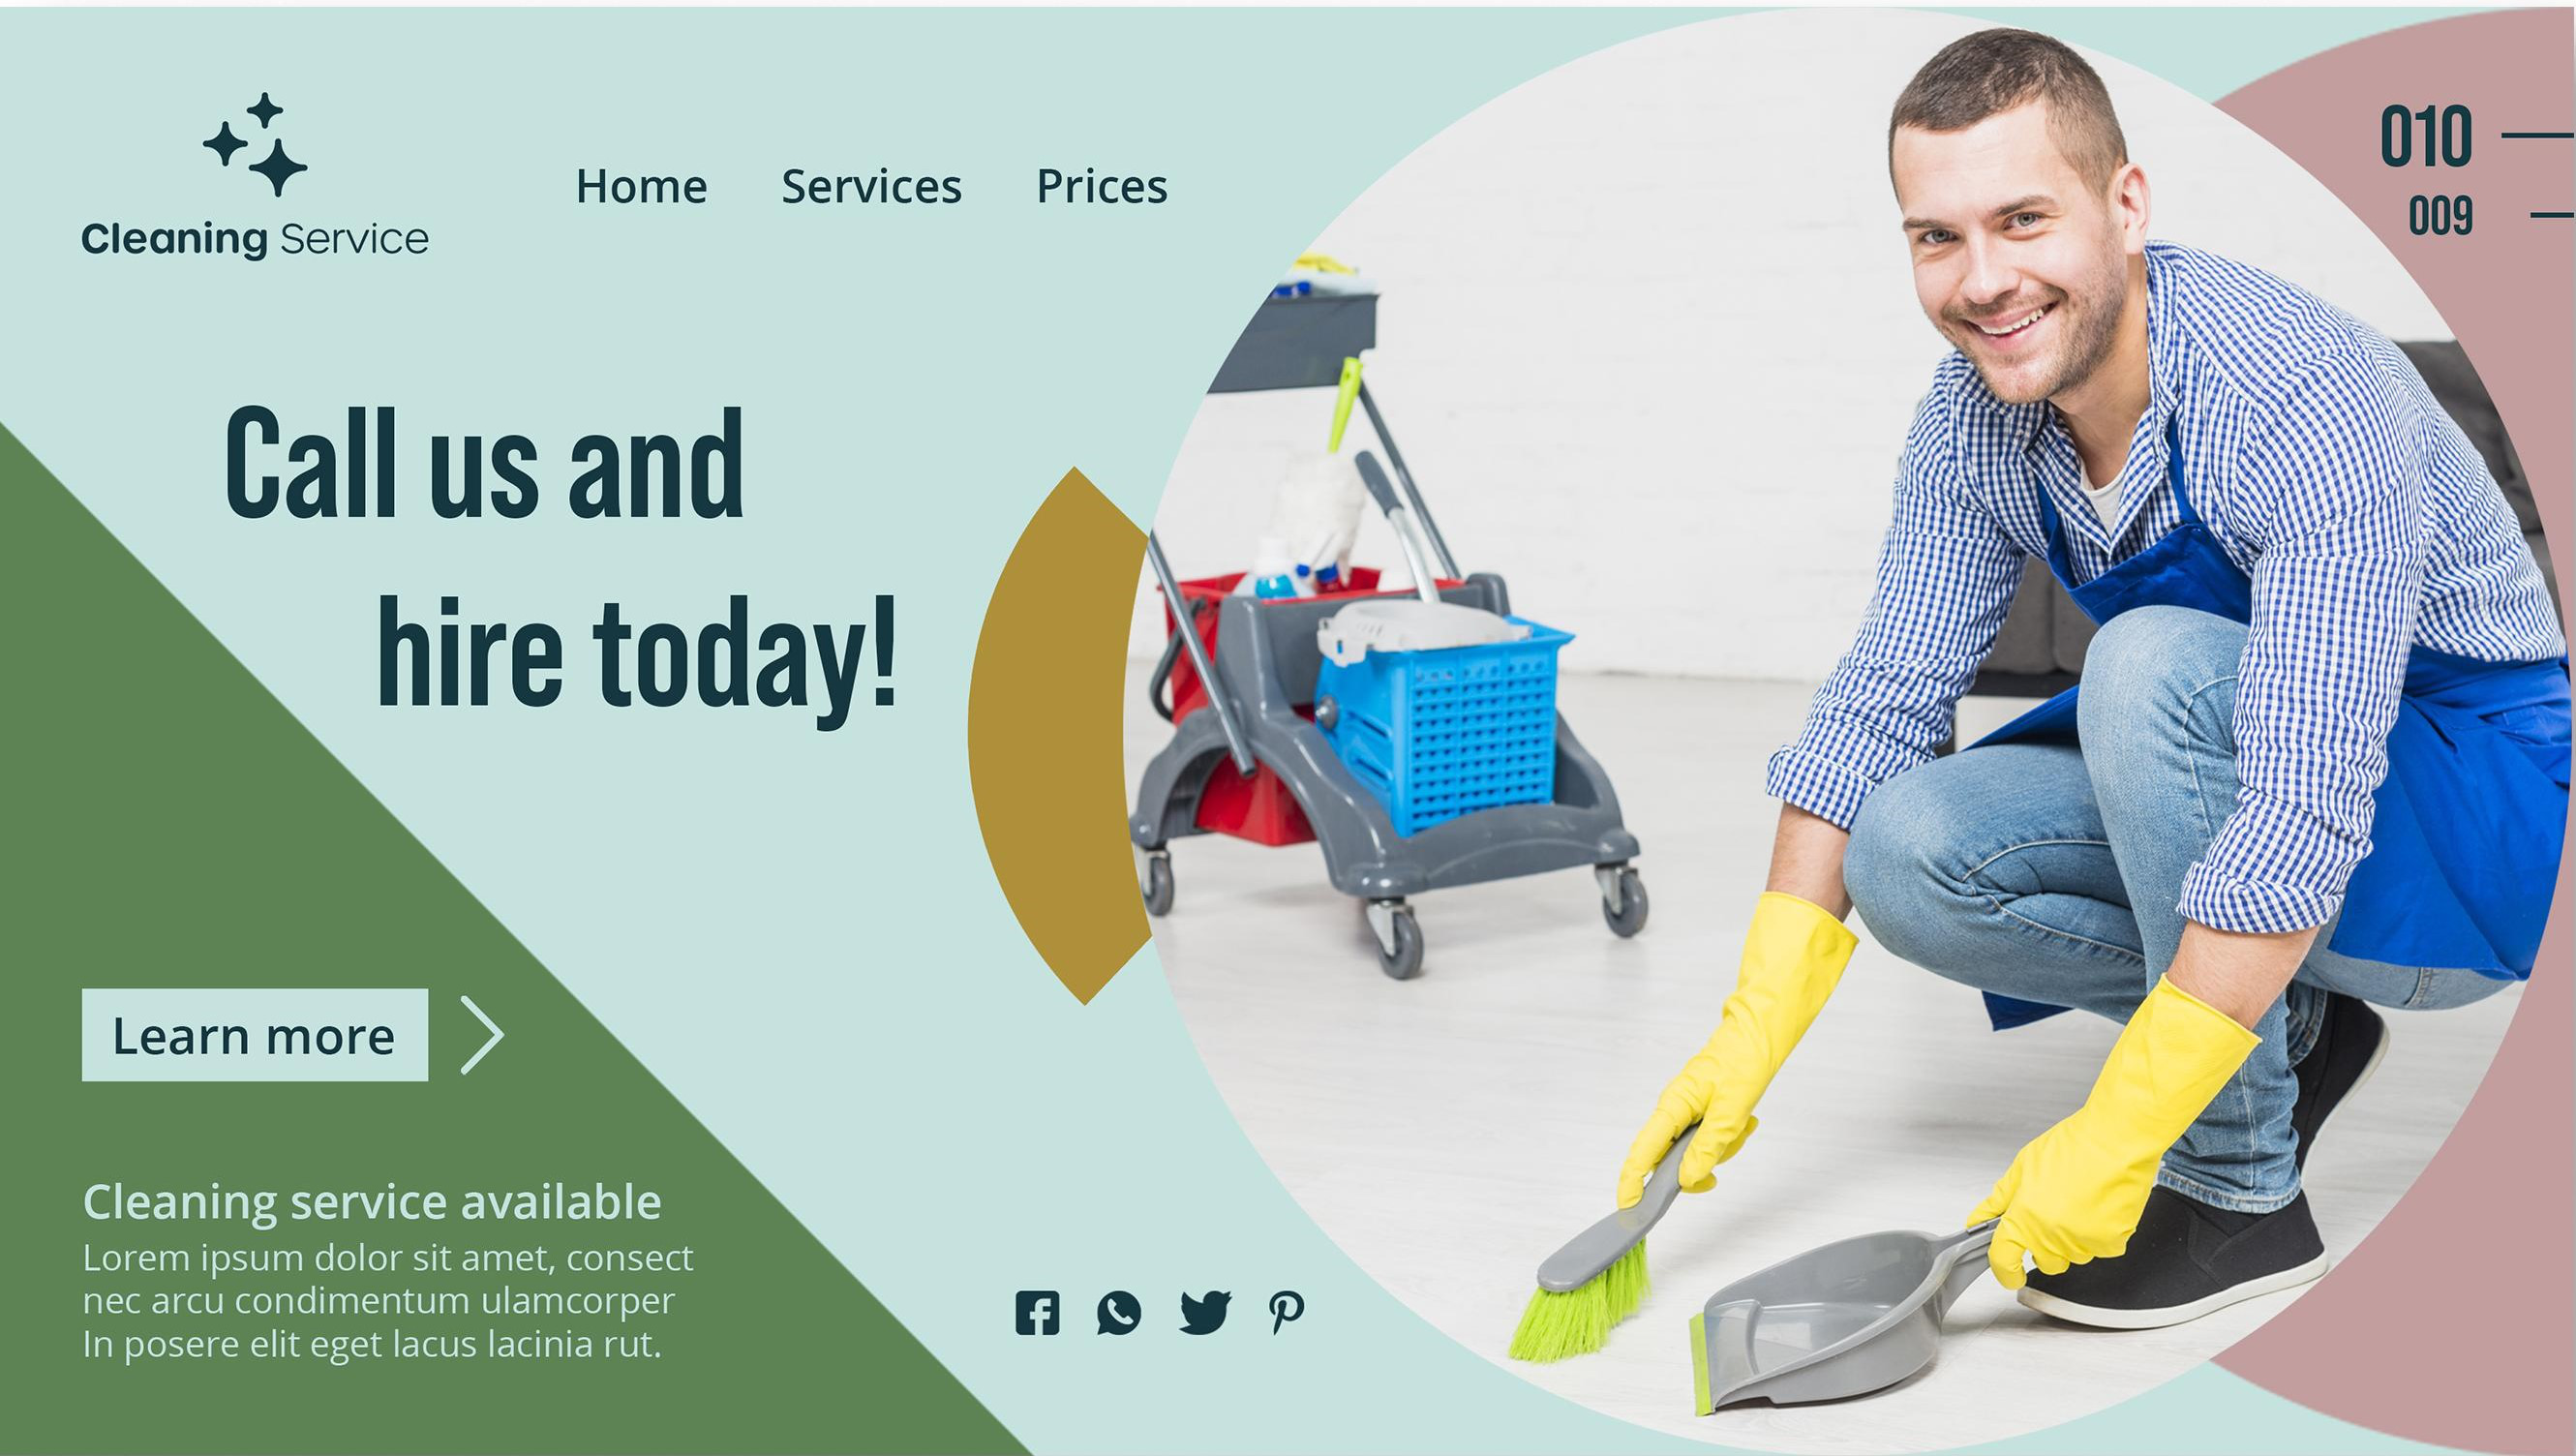 Cleaning Service
Home Services Prices
010
009
Call us and
hire today!
Learn more
Cleaning service available
Lorem ipsum dolor sit amet, consect
nec arcu condimentum ulamcorper
In posere elit eget lacus lacinia rut.